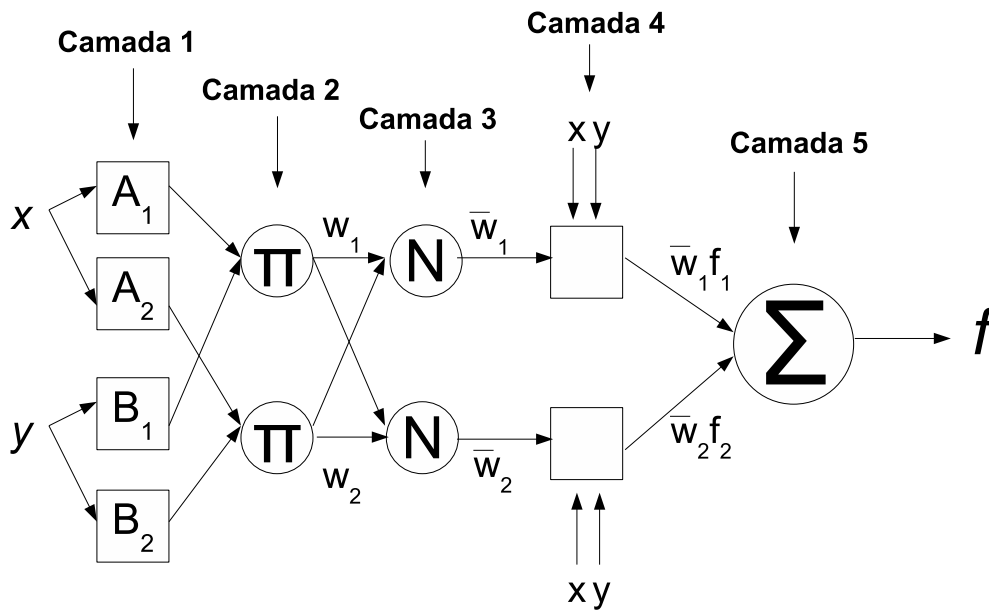 Camada 1
Camada 2
Camada 3
Camada 4
Camada 5
x y
x
A₁
A₂
y
B₁
B₂
π
π
w₁
w₂
N
N
w̅₁
w̅₂
w̅₁f₁
w̅₂f₂
Σ
f
x y